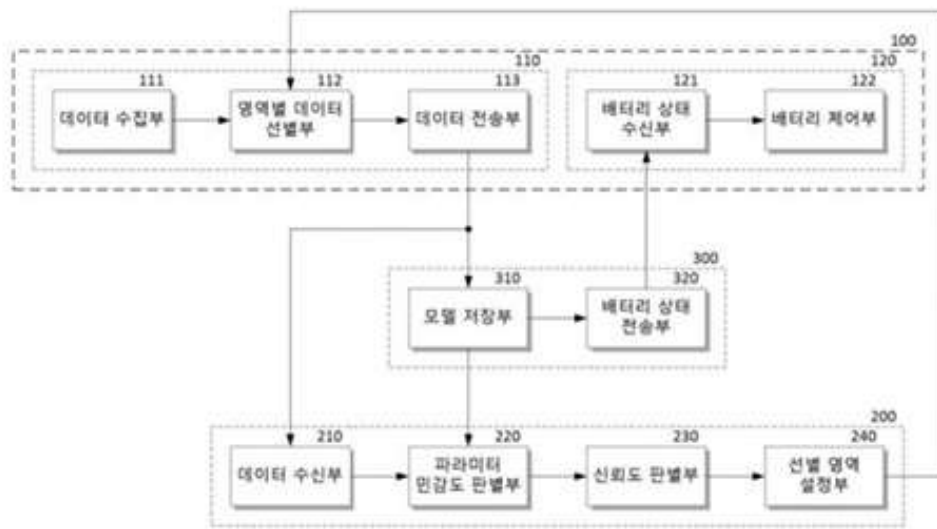 100
110
120
111
112
113
121
122
데이터 수집부
영역별 데이터
선별부
데이터 전송부
배터리 상태
수신부
배터리 제어부
300
310
320
모델 저장부
배터리 상태
전송부
200
210
220
230
240
데이터 수신부
파라미터
민감도 판별부
신뢰도 판별부
선별 영역
설정부